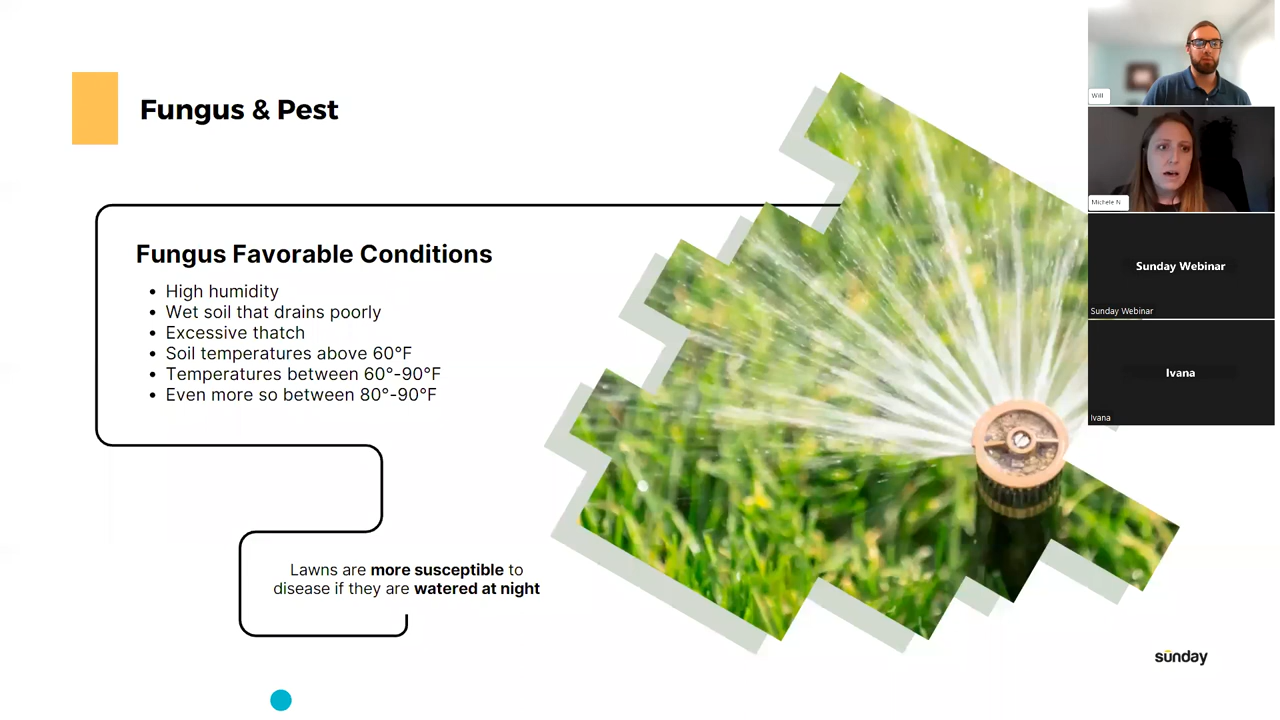 Fungus & Pest
Fungus Favorable Conditions
• High humidity
• Wet soil that drains poorly
• Excessive thatch
• Soil temperatures above 60°F
• Temperatures between 60°-90°F
• Even more so between 80°-90°F
Lawns are more susceptible to
disease if they are watered at night
sunday
Will
Michele N
Sunday Webinar
Sunday Webinar
Ivana
Ivana